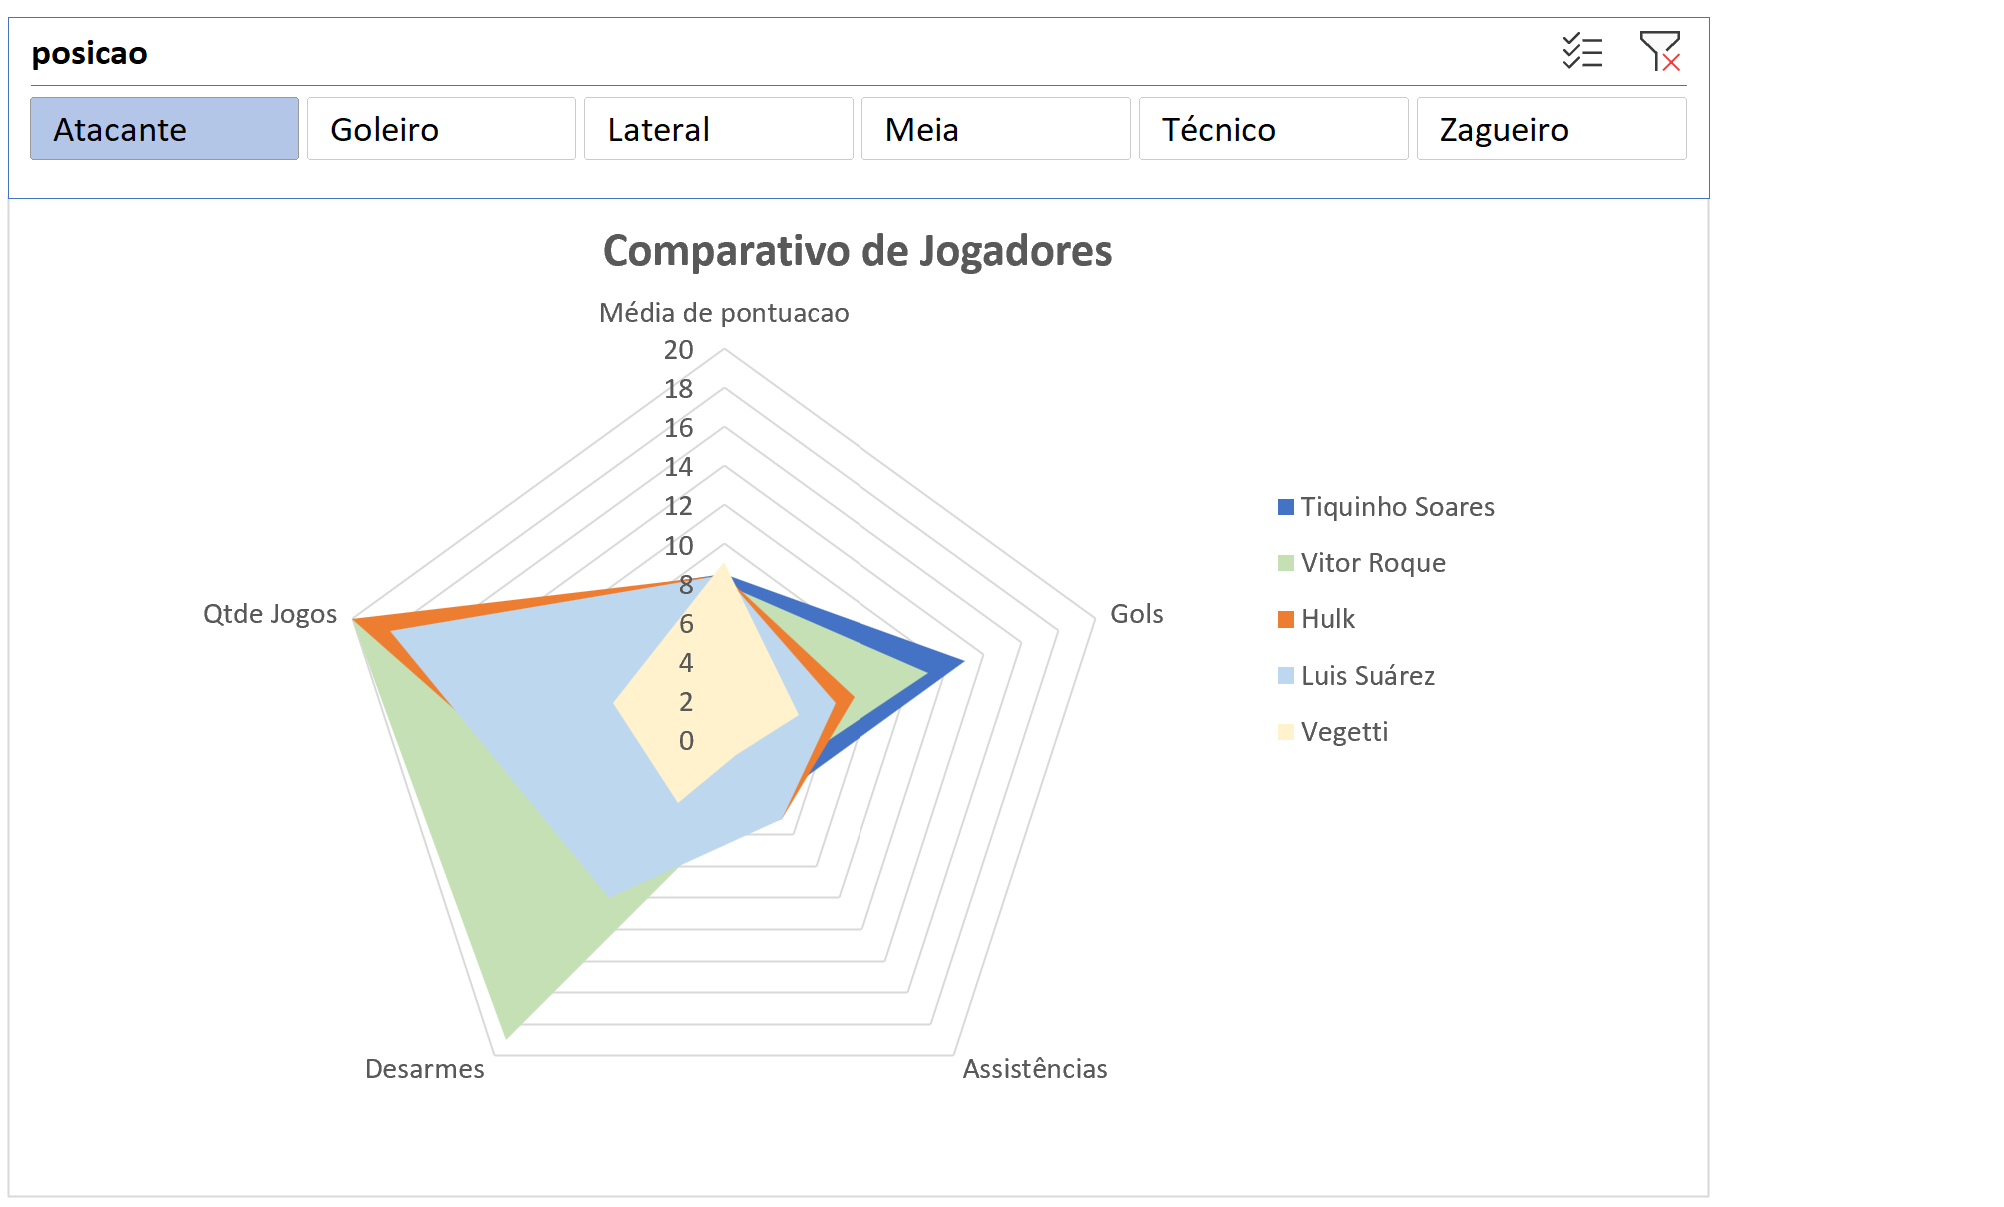 posicao
Atacante Goleiro Lateral Meia Técnico Zagueiro
Comparativo de Jogadores
Média de pontuacao
20
18
16
14
12
10
8
6
4
2
0
Qtde Jogos
Gols
Desarmes
Assistências
Tiquinho Soares
Vitor Roque
Hulk
Luis Suárez
Vegetti